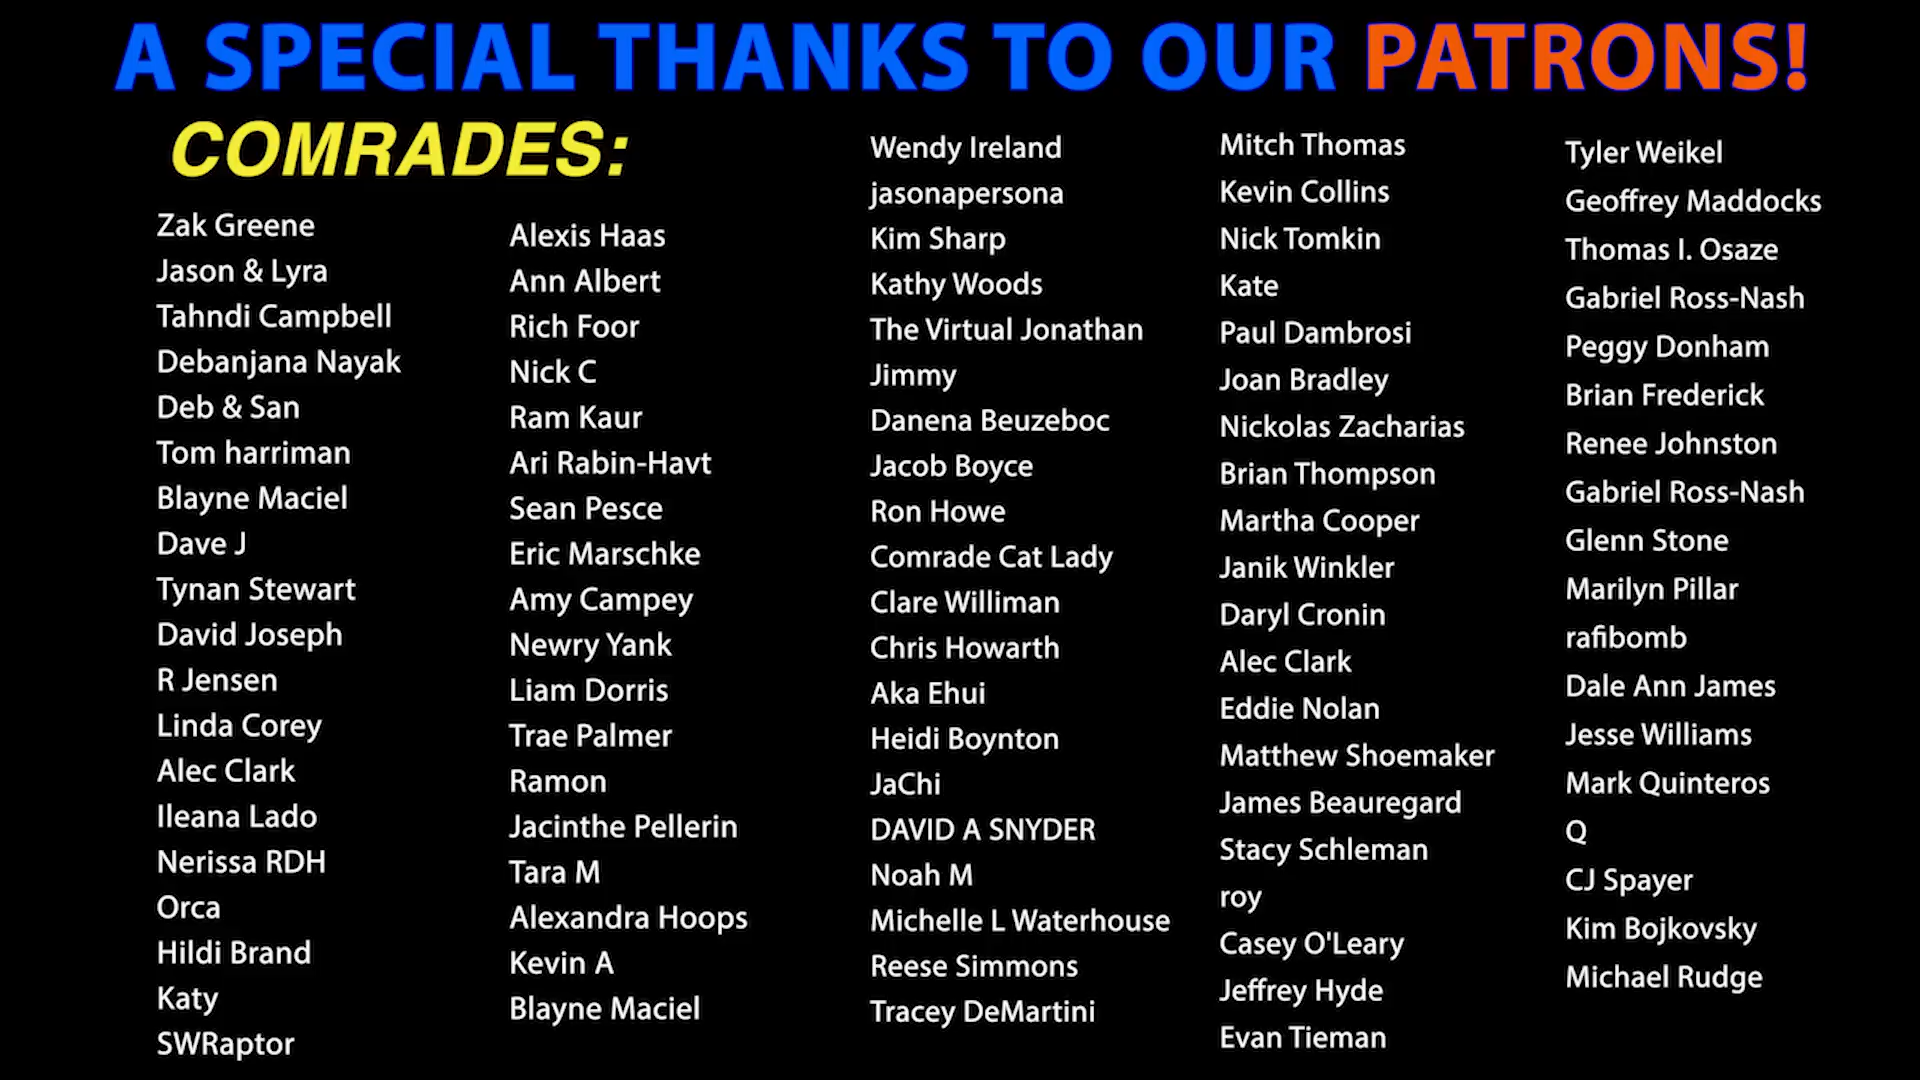 A SPECIAL THANKS TO OUR PATRONS!
COMRADES:
Zak Greene
Jason & Lyra
Tahndi Campbell
Debanjana Nayak
Deb & San
Tom harriman
Blayne Maciel
Dave J
Tynan Stewart
David Joseph
R Jensen
Linda Corey
Alec Clark
Ileana Lado
Nerissa RDH
Orca
Hildi Brand
Katy
SWRaptor
Alexis Haas
Ann Albert
Rich Foor
Nick C
Ram Kaur
Ari Rabin-Havt
Sean Pesce
Eric Marschke
Amy Campey
Newry Yank
Liam Dorris
Trae Palmer
Ramon
Jacinthe Pellerin
Tara M
Alexandra Hoops
Kevin A
Blayne Maciel
Wendy Ireland
jasonapersona
Kim Sharp
Kathy Woods
The Virtual Jonathan
Jimmy
Danena Beuzeboc
Jacob Boyce
Ron Howe
Comrade Cat Lady
Clare Williman
Chris Howarth
Aka Ehui
Heidi Boynton
JaChi
DAVID A SNYDER
Noah M
Michelle L Waterhouse
Reese Simmons
Tracey DeMartini
Mitch Thomas
Kevin Collins
Nick Tomkin
Kate
Paul Dambrosi
Joan Bradley
Nickolas Zacharias
Brian Thompson
Martha Cooper
Janik Winkler
Daryl Cronin
Alec Clark
Eddie Nolan
Matthew Shoemaker
James Beauregard
Stacy Schleman
roy
Casey O'Leary
Jeffrey Hyde
Evan Tieman
Tyler Weikel
Geoffrey Maddocks
Thomas I. Osaze
Gabriel Ross-Nash
Peggy Donham
Brian Frederick
Renee Johnston
Gabriel Ross-Nash
Glenn Stone
Marilyn Pillar
rafibomb
Dale Ann James
Jesse Williams
Mark Quinteros
Q
CJ Spayer
Kim Bojkovsky
Michael Rudge